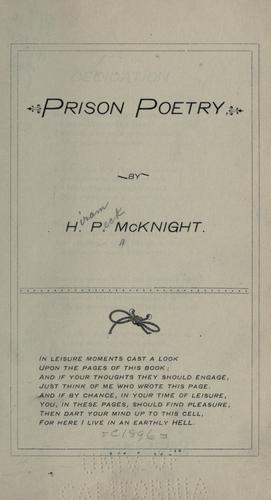 PRISON POETRY,
BY
H. P. McKNIGHT.
iram eck
IN LEISURE MOMENTS CAST A LOOK
UPON THE PAGES OF THIS BOOK:
AND IF YOUR THOUGHTS THEY SHOULD ENGAGE,
JUST THINK OF ME WHO WROTE THIS PAGE.
AND IF BY CHANCE, IN YOUR TIME OF LEISURE,
YOU, IN THESE PAGES, SHOULD FIND PLEASURE,
THEN DART YOUR MIND UP TO THIS CELL,
FOR HERE I LIVE IN AN EARTHLY HELL.
C1896